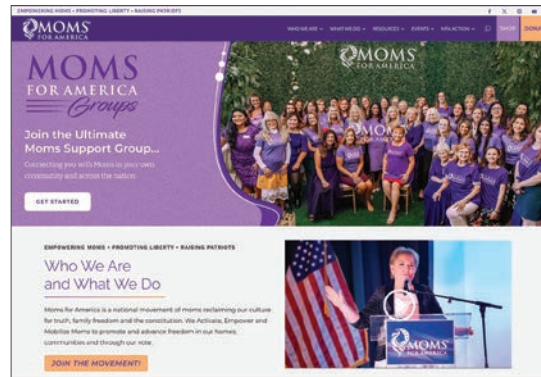 EMPOWERING MOMS • PROMOTING LIBERTY • RAISING PATRIOTS
MOMS
FOR AMERICA
WHO WE ARE
WHAT WE DO
RESOURCES
EVENTS
MFA ACTION
SHOP
DONA
MOMS
FOR AMERICA
Groups
MOMS
FOR AMERICA
MOMS
Join the Ultimate
Moms Support Group...
Connecting you with Moms in your own
community and across the nation.
GET STARTED
EMPOWERING MOMS • PROMOTING LIBERTY • RAISING PATRIOTS
Who We Are
and What We Do
Moms for America is a national movement of moms reclaiming our culture
for truth, family freedom and the constitution. We Activate, Empower and
Mobilize Moms to promote and advance freedom in our homes,
communities and through our vote.
JOIN THE MOVEMENT!
MOMS
FOR AMERICA